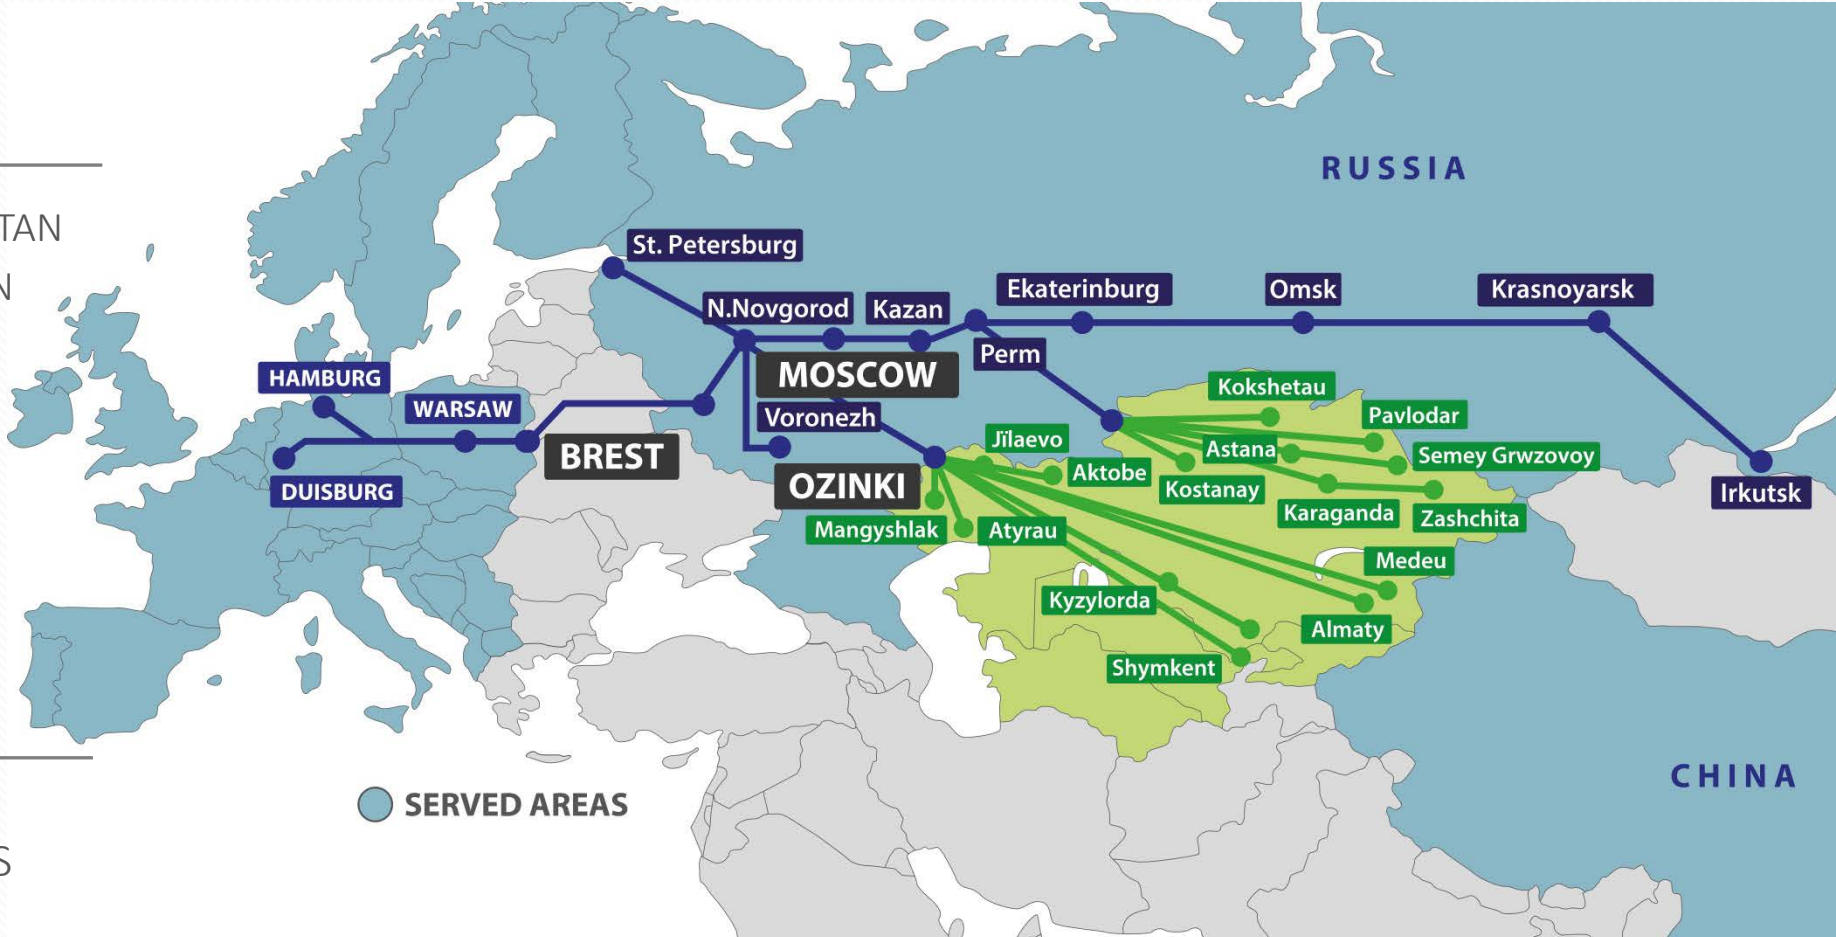 RUSSIA
TAN
St. Petersburg
N
Ekaterinburg
Omsk
Krasnoyarsk
N.Novgorod
Kazan
Perm
HAMBURG
MOSCOW
Kokshetau
WARSAW
Voronezh
Pavlodar
Jïlaevo
Astana
BREST
Semey Grwzovoy
Aktobe
OZINKI
Kostanay
DUISBURG
Irkutsk
Karaganda
Zashchita
Mangyshlak
Atyrau
Medeu
Kyzylorda
Almaty
Shymkent
CHINA
SERVED AREAS
S